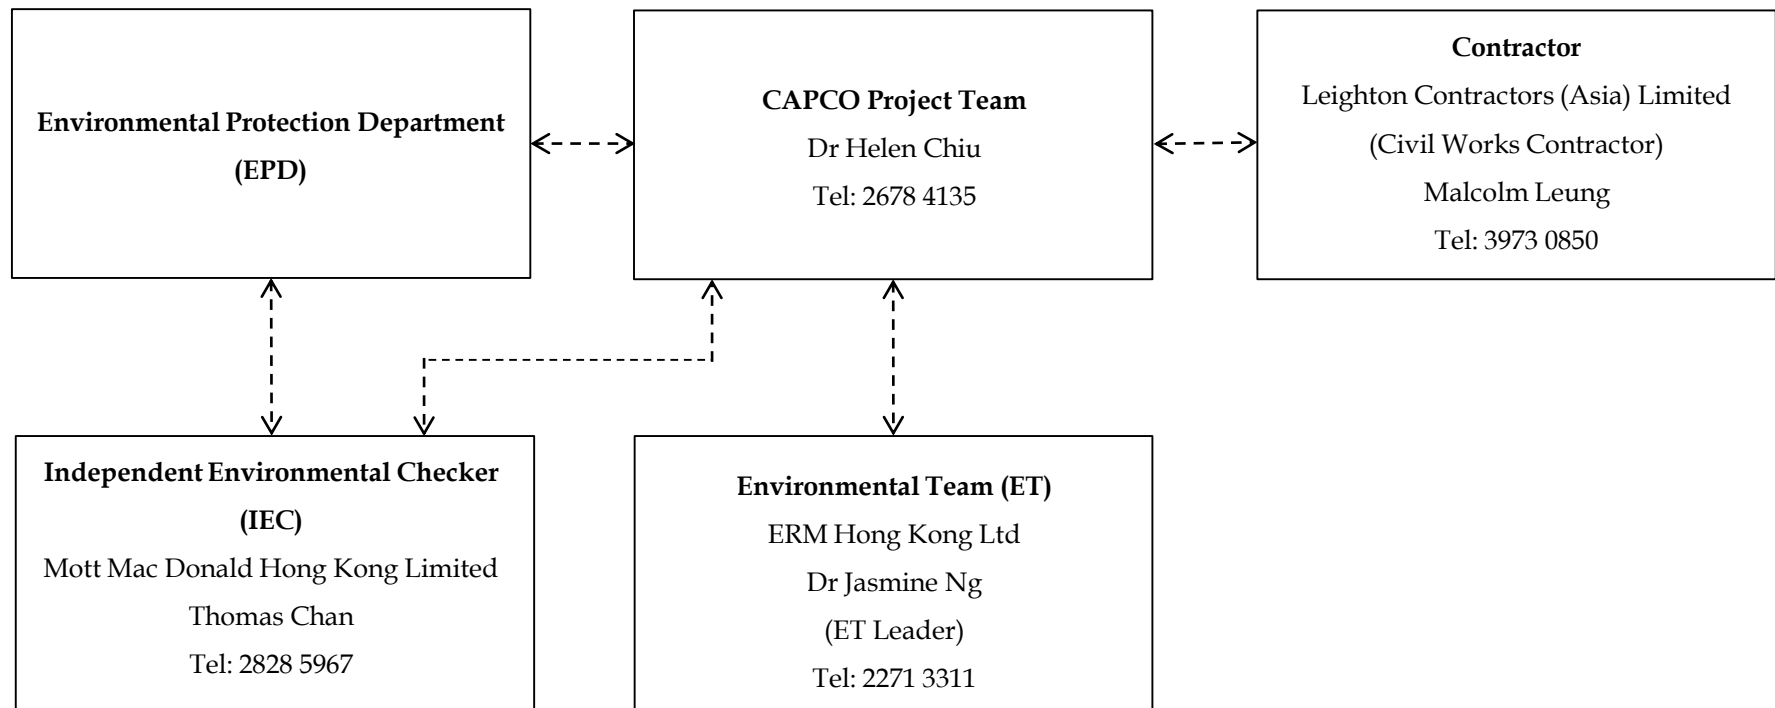 Environmental Protection Department
(EPD)
CAPCO Project Team
Dr Helen Chiu
Tel: 2678 4135
Contractor
Leighton Contractors (Asia) Limited
(Civil Works Contractor)
Malcolm Leung
Tel: 3973 0850
Independent Environmental Checker
(IEC)
Mott Mac Donald Hong Kong Limited
Thomas Chan
Tel: 2828 5967
Environmental Team (ET)
ERM Hong Kong Ltd
Dr Jasmine Ng
(ET Leader)
Tel: 2271 3311